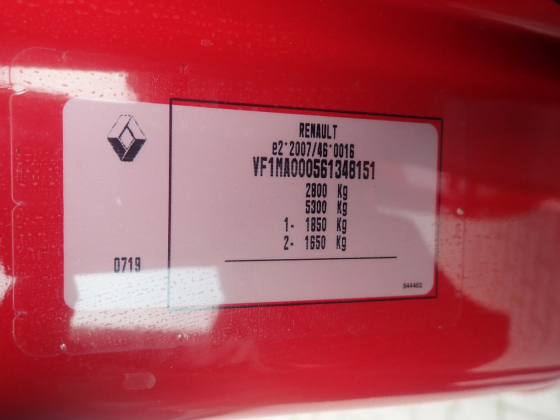 RENAULT
e2*2007/46*0016
VF1MA000561348151
2800 Kg
5300 Kg
1- 1850 Kg
2- 1650 Kg
0719
544402